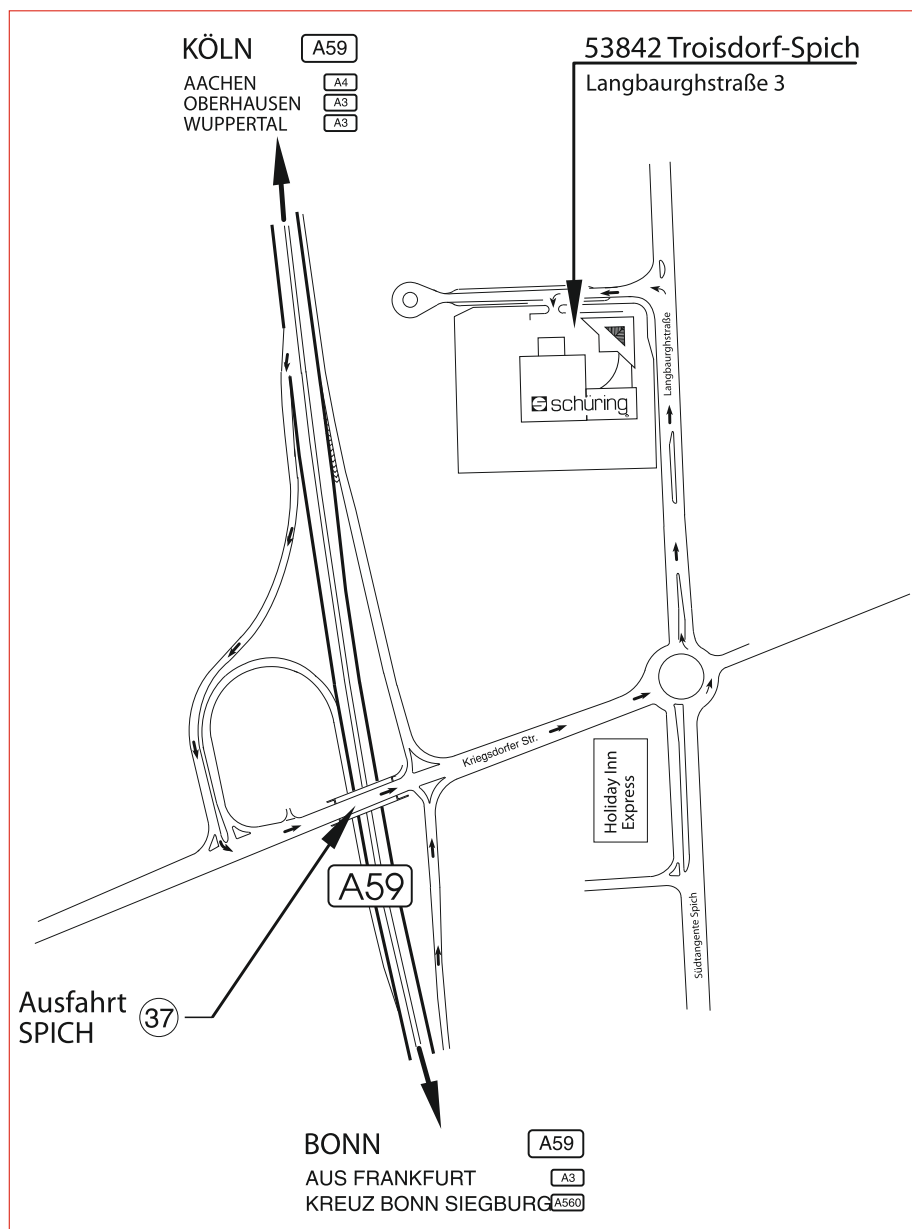 KÖLN A59
AACHEN A4
OBERHAUSEN A3
WUPPERTAL A3
53842 Troisdorf-Spich
Langbaurghstraße 3
Langbaurghstraße
schüring
Kriegsdorfer Str.
Holiday Inn
Express
A59
Südtangente Spich
Ausfahrt
SPICH 37
BONN A59
AUS FRANKFURT A3
KREUZ BONN SIEGBURG A560